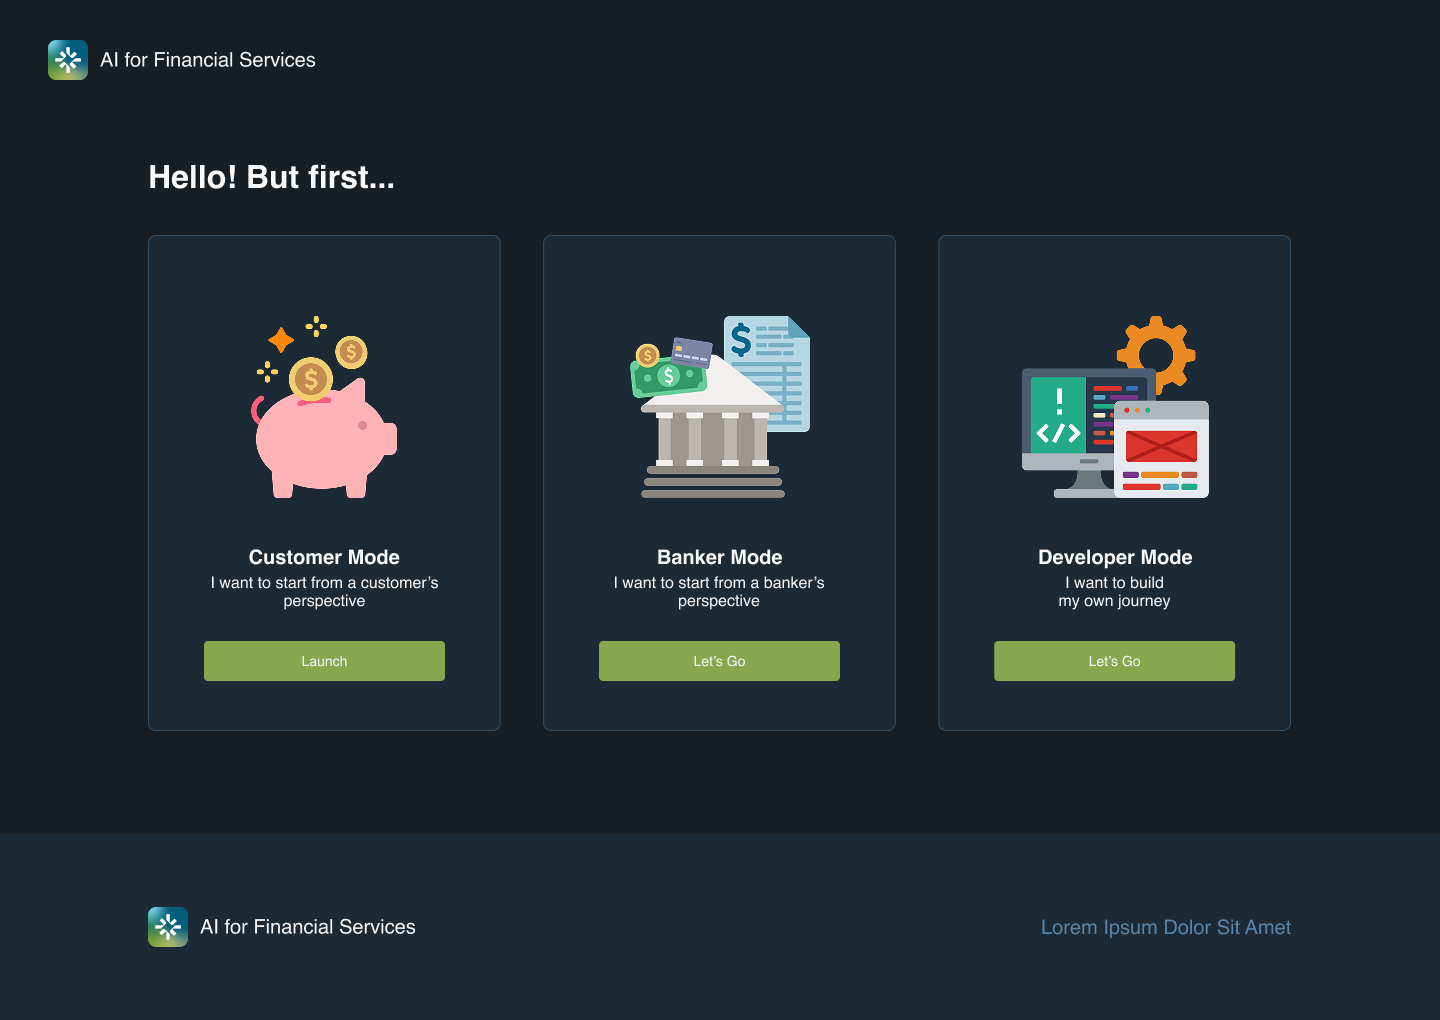 AI for Financial Services
Hello! But first...
$
$
$
$
$
!
</>
Customer Mode
I want to start from a customer’s
perspective
Launch
Banker Mode
I want to start from a banker’s
perspective
Let’s Go
Developer Mode
I want to build
my own journey
Let’s Go
AI for Financial Services
Lorem Ipsum Dolor Sit Amet